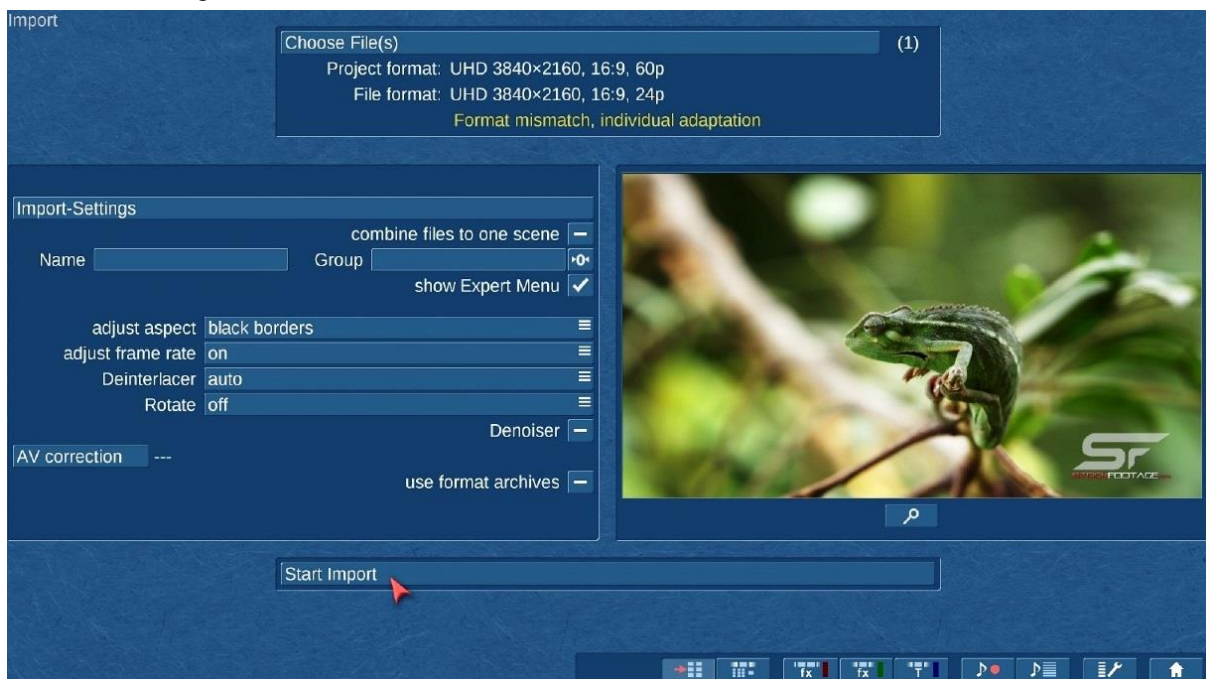 Import
Choose File(s) (1)
Project format: UHD 3840×2160, 16:9, 60p
File format: UHD 3840×2160, 16:9, 24p
Format mismatch, individual adaptation
Import-Settings
combine files to one scene
Name Group
show Expert Menu
adjust aspect black borders
adjust frame rate on
Deinterlacer auto
Rotate off
Denoiser
AV correction ---
use format archives
SF
FOOTAGE
Start Import
fx fx T